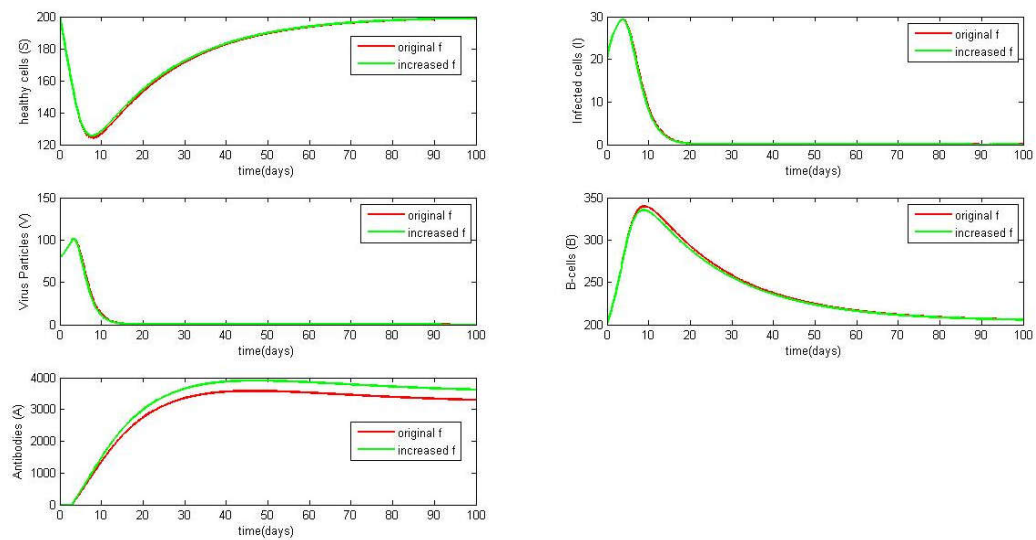 healthy cells (S)
200
180
160
140
120
0 10 20 30 40 50 60 70 80 90 100
time(days)
original f
increased f
Infected cells (I)
30
20
10
0
0 10 20 30 40 50 60 70 80 90 100
time(days)
original f
increased f
Virus Particles (V)
150
100
50
0
0 10 20 30 40 50 60 70 80 90 100
time(days)
original f
increased f
B-cells (B)
350
300
250
200
0 10 20 30 40 50 60 70 80 90 100
time(days)
original f
increased f
Antibodies (A)
4000
3000
2000
1000
0
0 10 20 30 40 50 60 70 80 90 100
time(days)
original f
increased f